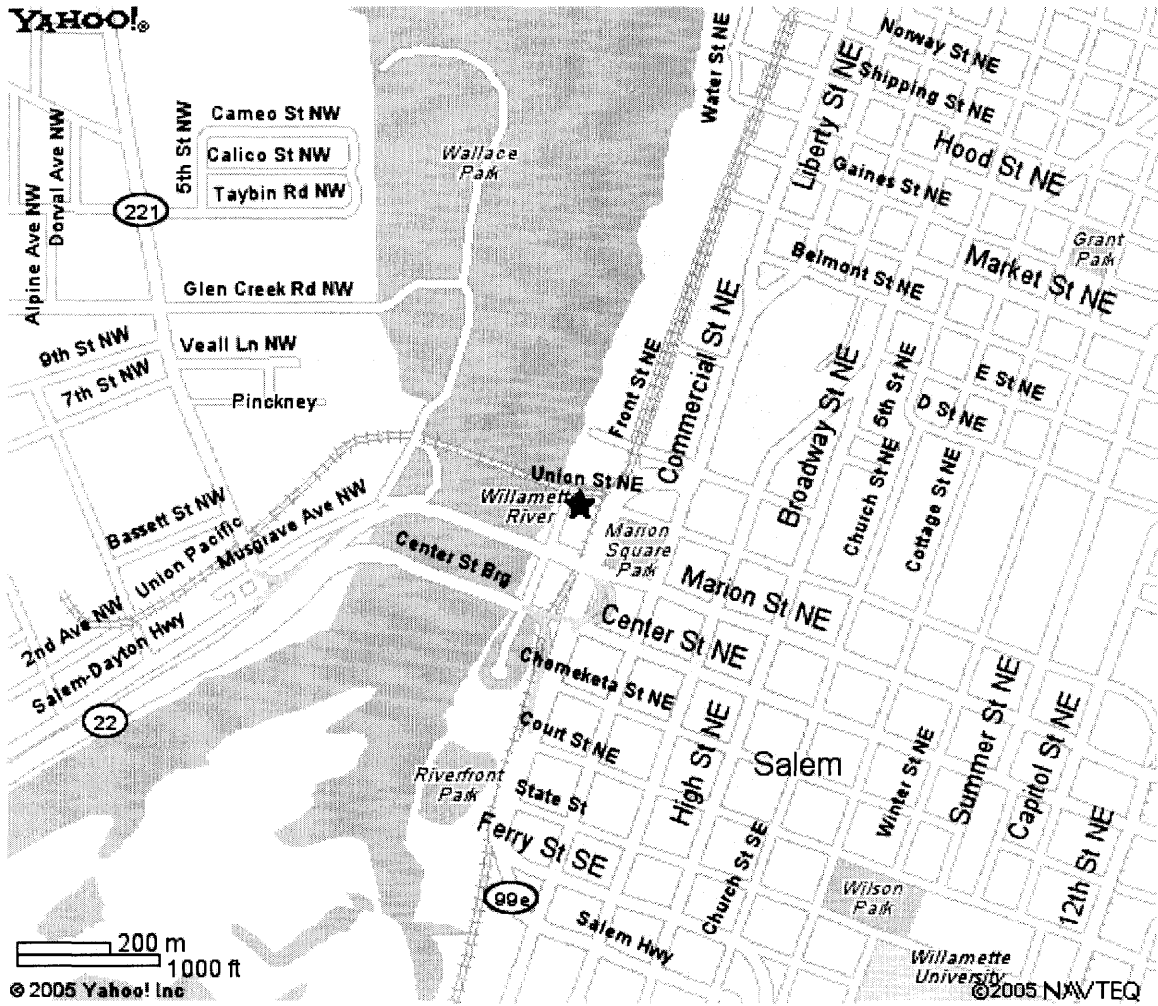 YAHOO!®
Norway St NE
Shipping St NE
Water St NE
Liberty St NE
Hood St NE
Cameo St NW
5th St NW
Calico St NW
Wallace
Park
Gaines St NE
Taybin Rd NW
Dorval Ave NW
Alpine Ave NW
221
Grant
Park
Market St NE
Belmont St NE
Glen Creek Rd NW
9th St NW
Veall Ln NW
7th St NW
Pinckney
Front St NE
Commercial St NE
Broadway St NE
5th St NE
E St NE
D St NE
Church St NE
Cottage St NE
Union St NE
Willamett
River
Marion
Square
Park
Bassett St NW
Union Pacific
Musgrave Ave NW
Center St Brg
Marion St NE
Center St NE
2nd Ave NW
Salem-Dayton Hwy
22
Chemeketa St NE
Court St NE
High St NE
Salem
Winter St NE
Summer St NE
Capitol St NE
12th St NE
Riverfront
Park
State St
Ferry St SE
Church St SE
99e
Salem Hwy
Wilson
Park
Willamette
University
200 m
1000 ft
© 2005 Yahoo! Inc
©2005 NAVTEQ